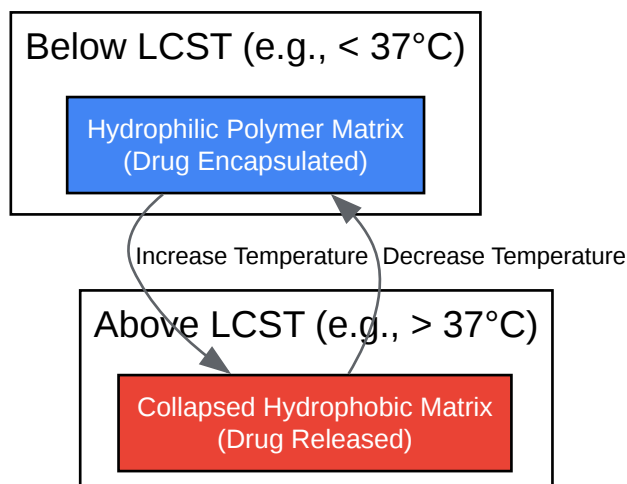 Below LCST (e.g., < 37°C)
Hydrophilic Polymer Matrix
(Drug Encapsulated)
Increase Temperature
Decrease Temperature
Above LCST (e.g., > 37°C)
Collapsed Hydrophobic Matrix
(Drug Released)